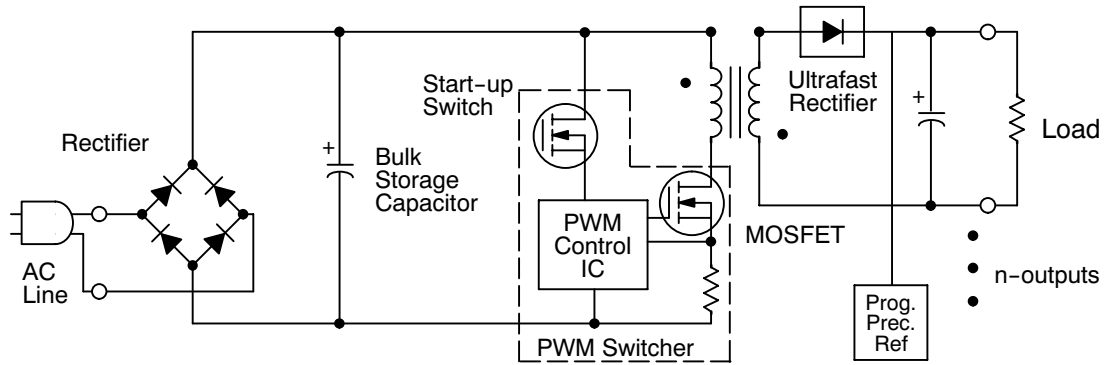 Rectifier
AC
Line
+
Bulk
Storage
Capacitor
Start-up
Switch
PWM
Control
IC
PWM Switcher
MOSFET
Ultrafast
Rectifier
+
Load
n-outputs
Prog.
Prec.
Ref